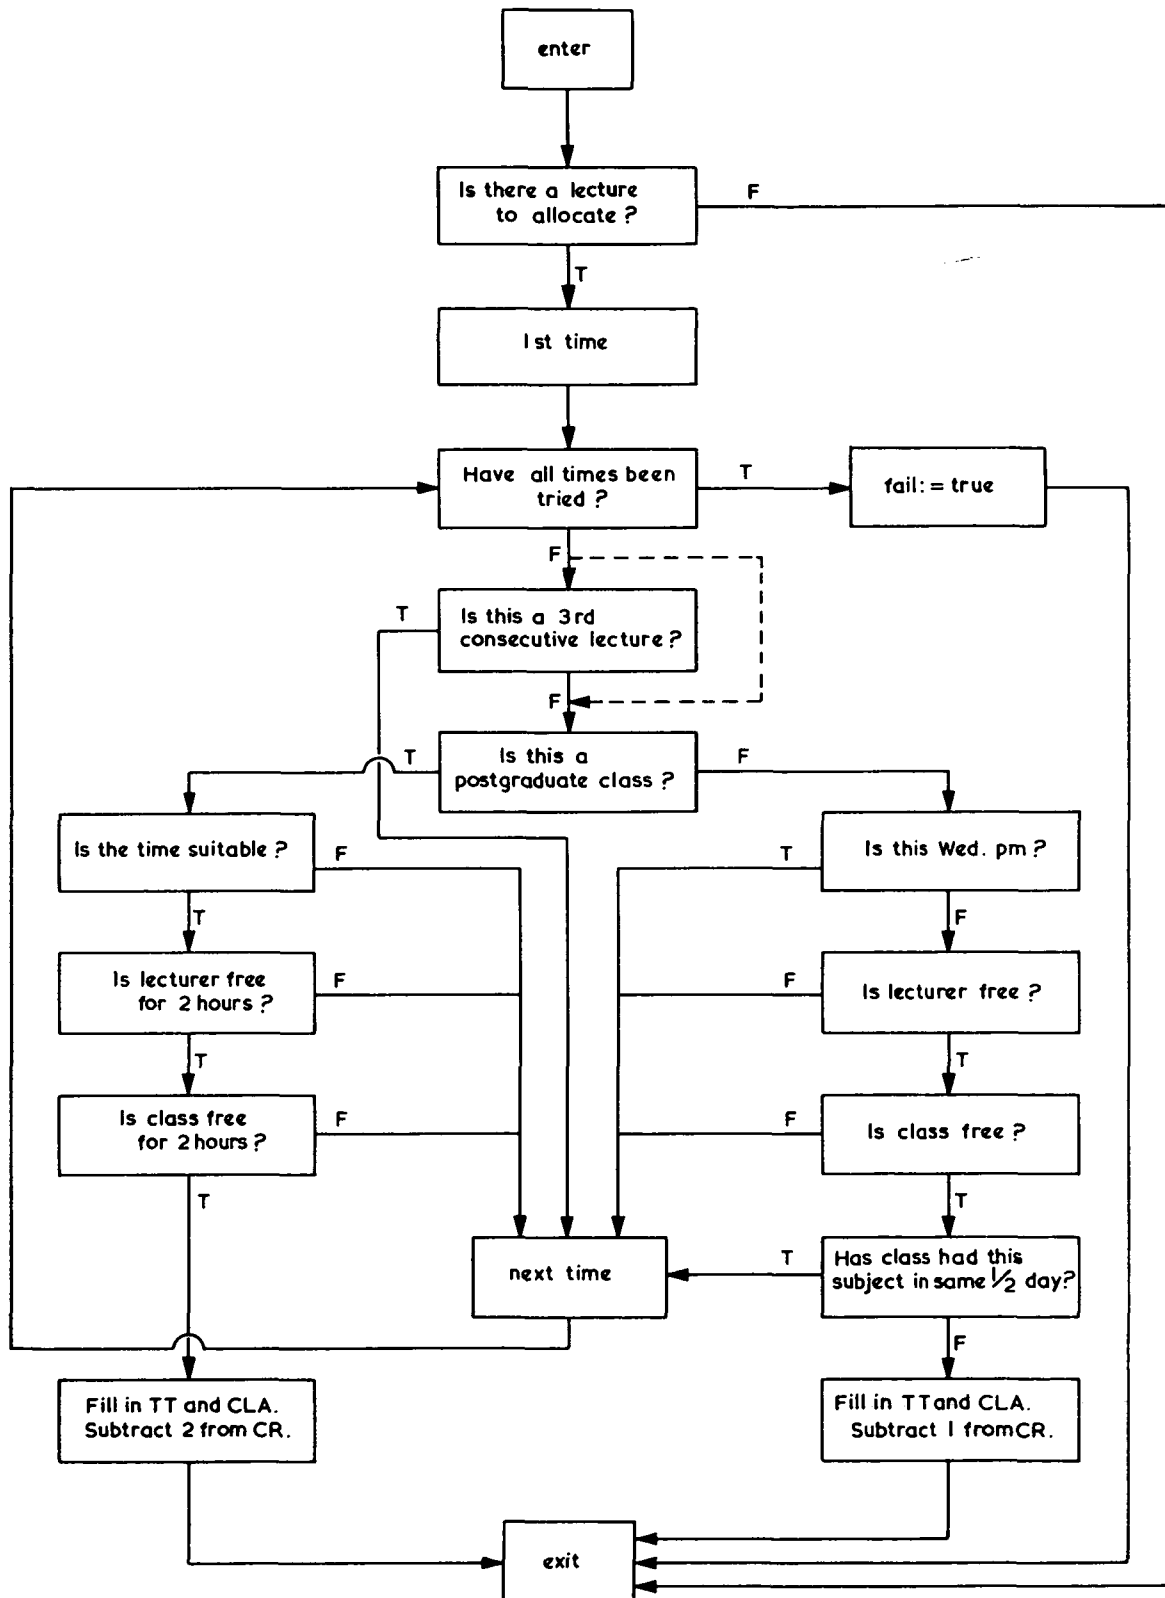 enter
Is there a lecture
to allocate ?
F
T
1st time
Have all times been
tried ?
T
fail: = true
F
Is this a 3rd
consecutive lecture ?
T
F
Is this a
postgraduate class ?
T
F
Is the time suitable ?
F
Is this Wed. pm ?
T
T
F
Is lecturer free
for 2 hours ?
F
Is lecturer free ?
F
T
T
Is class free
for 2 hours ?
F
Is class free ?
F
T
T
next time
Has class had this
subject in same 1/2 day?
T
F
Fill in TT and CLA.
Subtract 2 from CR.
Fill in TT and CLA.
Subtract 1 from CR.
exit